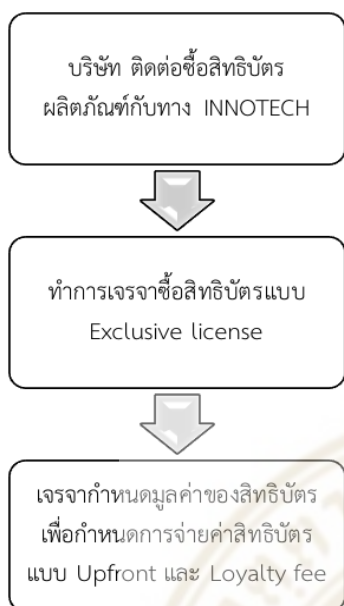 บริษัท ติดต่อซื้อสิทธิบัตร
ผลิตภัณฑ์กับทาง INNOTECH
ทำการเจรจาซื้อสิทธิบัตรแบบ
Exclusive license
เจรจากำหนดมูลค่าของสิทธิบัตร
เพื่อกำหนดการจ่ายค่าสิทธิบัตร
แบบ Upfront และ Loyalty fee